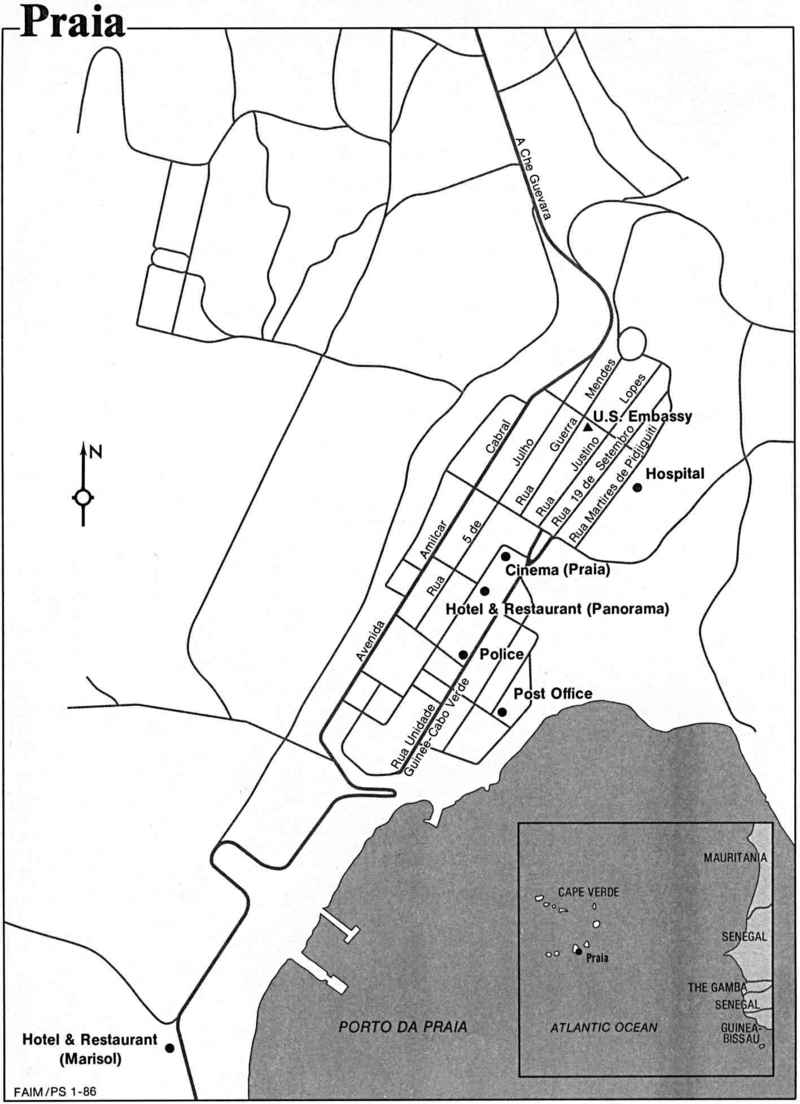 Praia
A Che Guevara
Mendes
Lopes
U.S. Embassy
Cabral
Julho
Guerra
Justino
Rua 19 de Setembro
Rua Martires de Pidjiguiti
N
Hospital
Rua
Rua
Amilcar
5 de
Cinema (Praia)
Rua
Hotel & Restaurant (Panorama)
Avenida
Police
Post Office
Rua Unidade
Guineé-Cabo Verde
MAURITANIA
CAPE VERDE
SENEGAL
Praia
THE GAMBA
SENEGAL
PORTO DA PRAIA
ATLANTIC OCEAN
GUINEA-
BISSAU
Hotel & Restaurant
(Marisol)
FAIM/PS 1-86